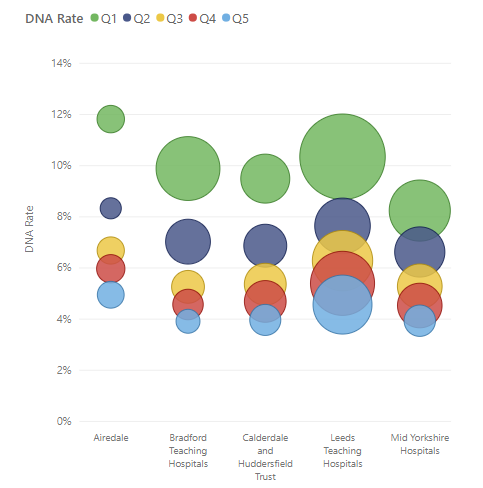 DNA Rate Q1 Q2 Q3 Q4 Q5
14%
12%
10%
8%
6%
4%
2%
0%
DNA Rate
Airedale
Bradford
Teaching
Hospitals
Calderdale
and
Huddersfield
Trust
Leeds
Teaching
Hospitals
Mid Yorkshire
Hospitals